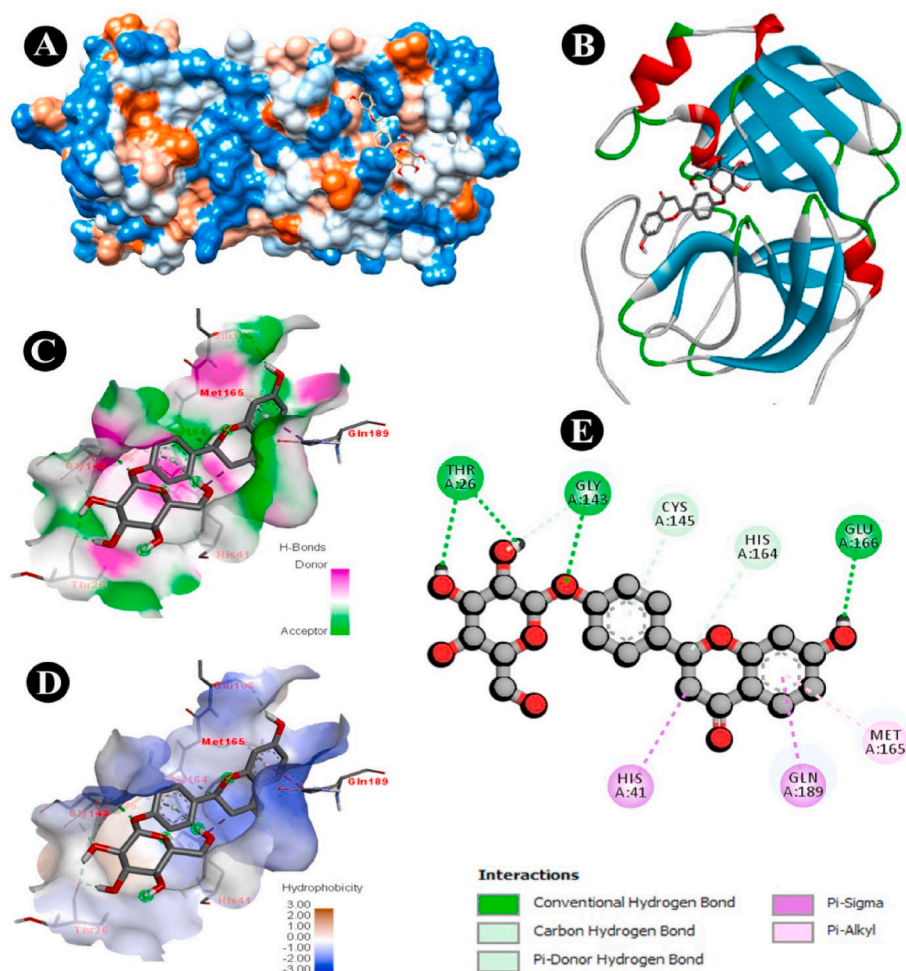 A
B
C
Glu166
Met165
Gln189
His41
Thr26
H-Bonds
Donor
Acceptor
D
Met165
Gln189
His41
Thr26
Hydrophobicity
3.00
2.00
1.00
0.00
-1.00
-2.00
-3.00
E
THR
A:26
GLY
A:143
CYS
A:145
HIS
A:164
GLU
A:166
HIS
A:41
GLN
A:189
MET
A:165
Interactions
Conventional Hydrogen Bond
Carbon Hydrogen Bond
Pi-Donor Hydrogen Bond
Pi-Sigma
Pi-Alkyl